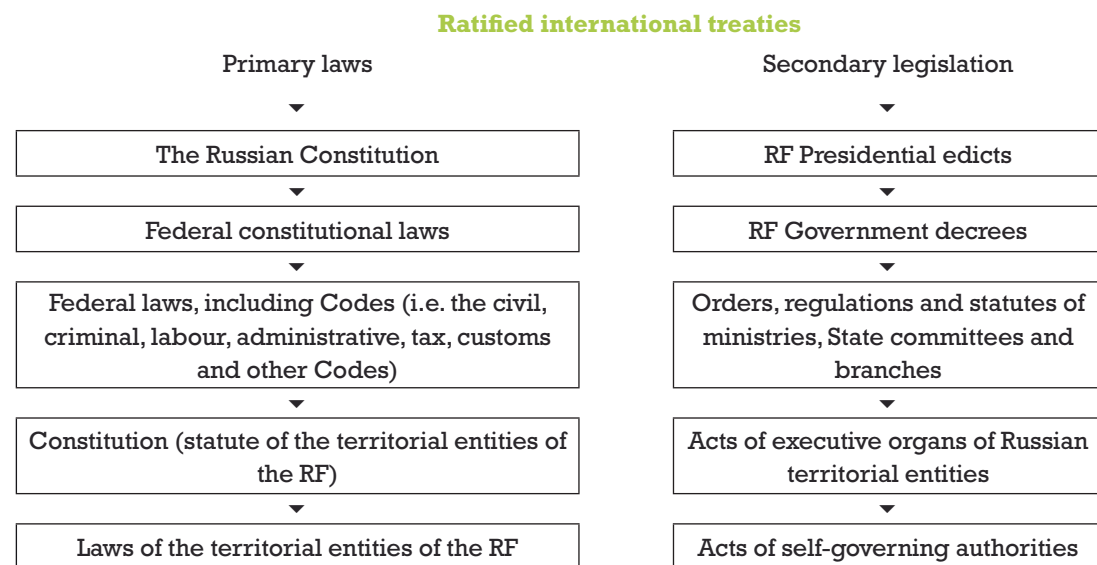 Ratified international treaties
Primary laws
The Russian Constitution
Federal constitutional laws
Federal laws, including Codes (i.e. the civil,
criminal, labour, administrative, tax, customs
and other Codes)
Constitution (statute of the territorial entities of
the RF)
Laws of the territorial entities of the RF
Secondary legislation
RF Presidential edicts
RF Government decrees
Orders, regulations and statutes of
ministries, State committees and
branches
Acts of executive organs of Russian
territorial entities
Acts of self-governing authorities